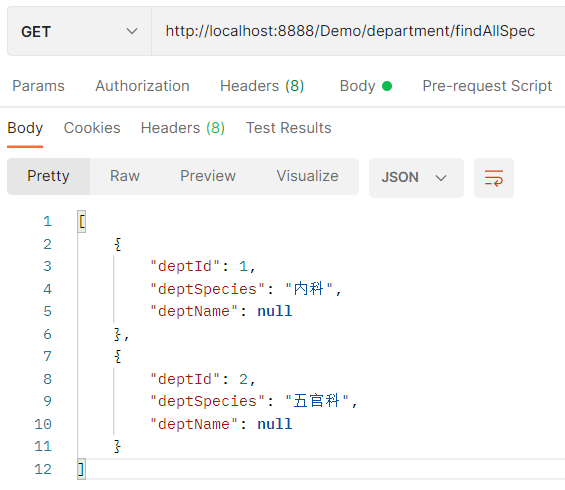 GET http://localhost:8888/Demo/department/findAllSpec
Params Authorization Headers (8) Body Pre-request Script
Body Cookies Headers (8) Test Results
Pretty Raw Preview Visualize JSON
1 [
2 {
3 "deptId": 1,
4 "deptSpecies": "内科",
5 "deptName": null
6 },
7 {
8 "deptId": 2,
9 "deptSpecies": "五官科",
10 "deptName": null
11 }
12 ]